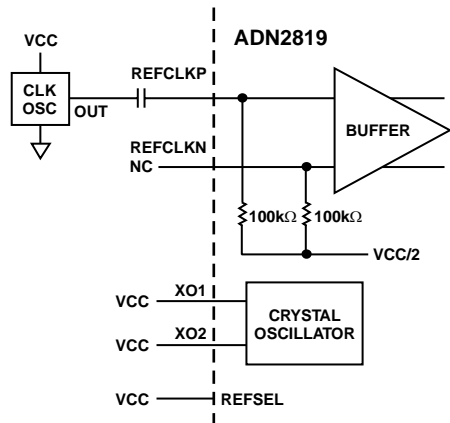 ADN2819
VCC
REFCLKP
CLK
OSC
OUT
BUFFER
REFCLKN
NC
100kΩ
100kΩ
VCC/2
VCC
XO1
CRYSTAL
OSCILLATOR
VCC
XO2
VCC
REFSEL